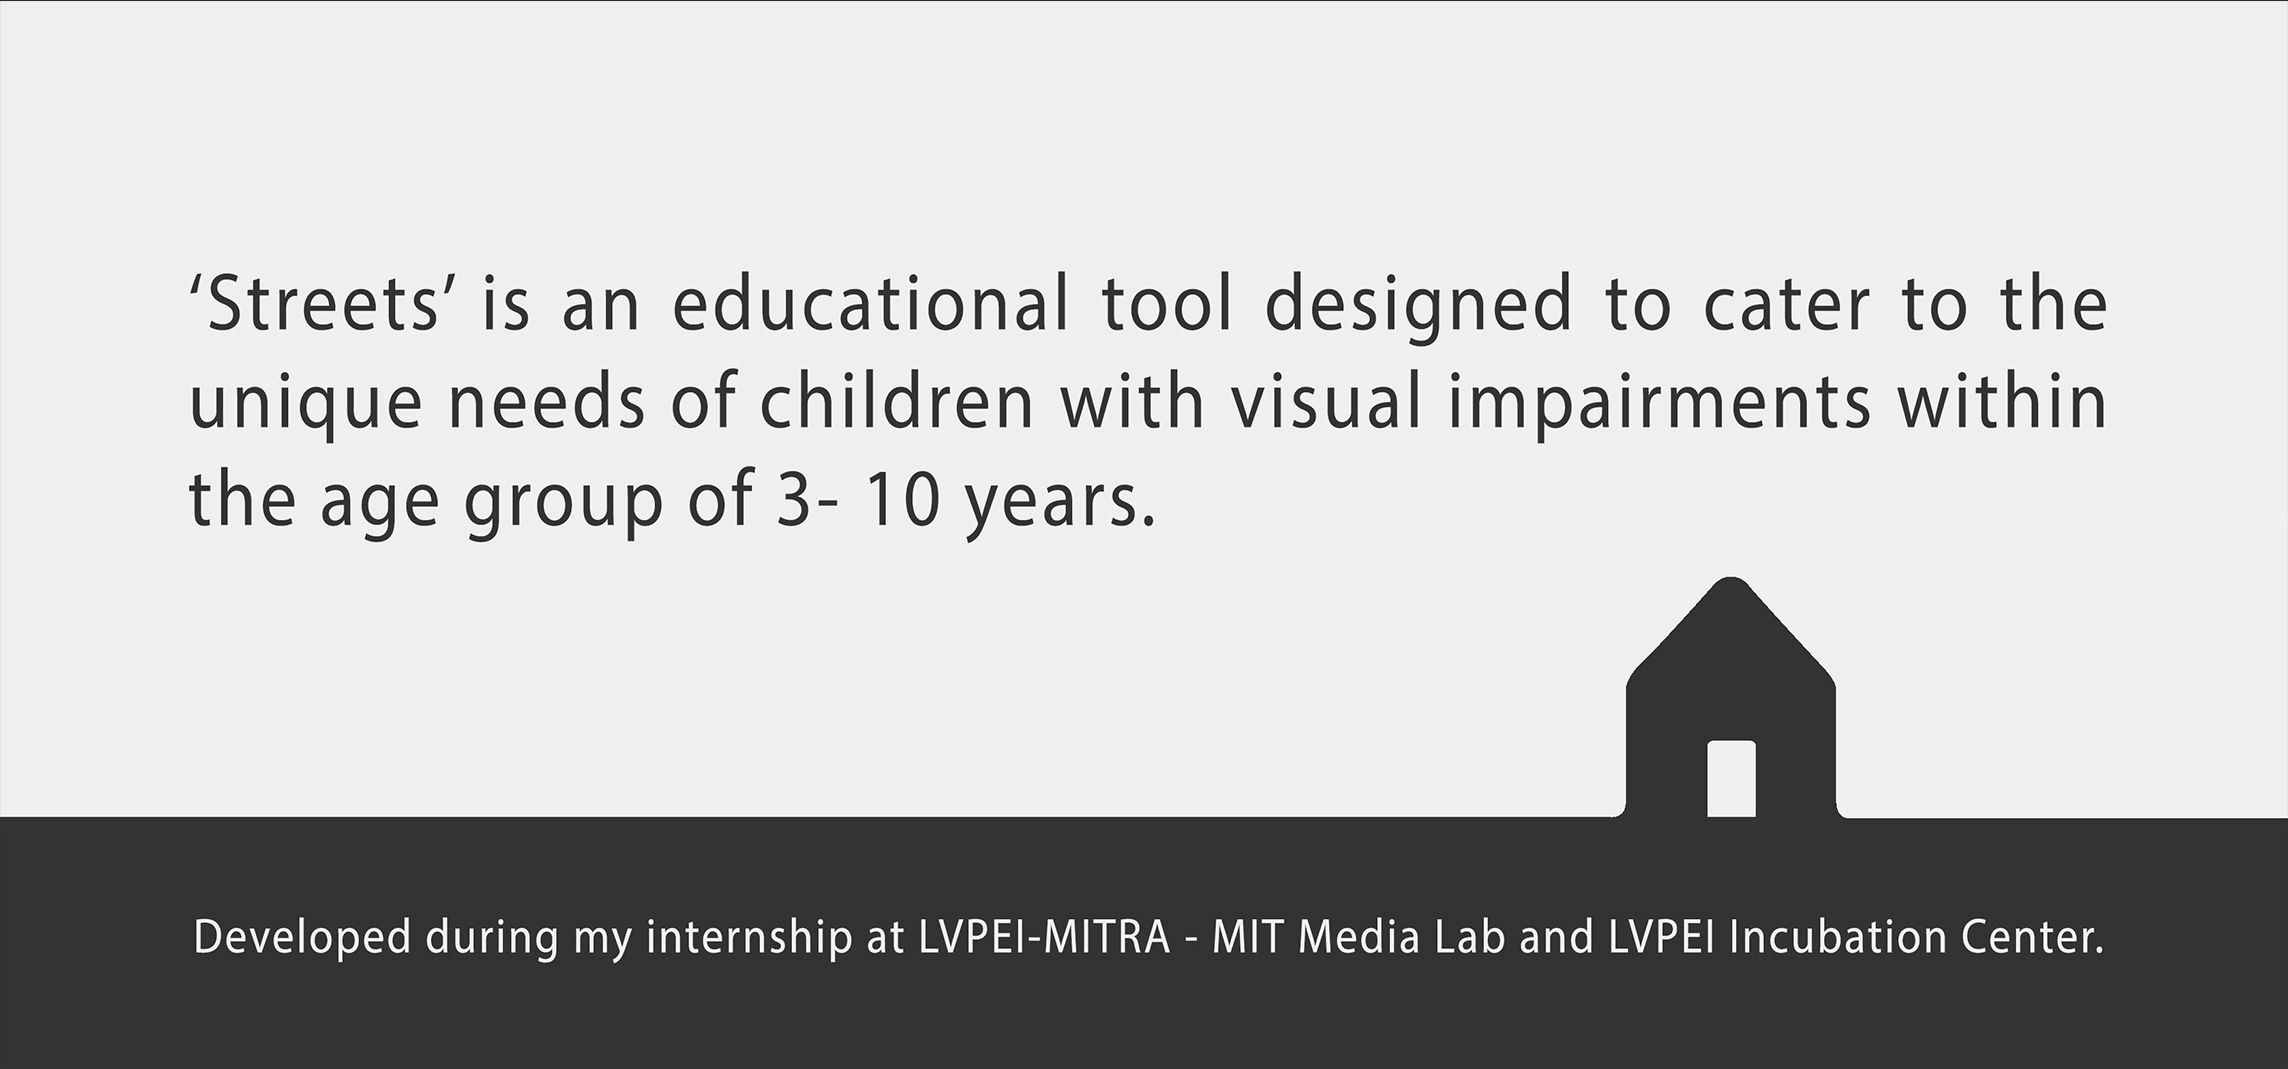 ‘Streets’ is an educational tool designed to cater to the
unique needs of children with visual impairments within
the age group of 3- 10 years.
Developed during my internship at LVPEI-MITRA - MIT Media Lab and LVPEI Incubation Center.